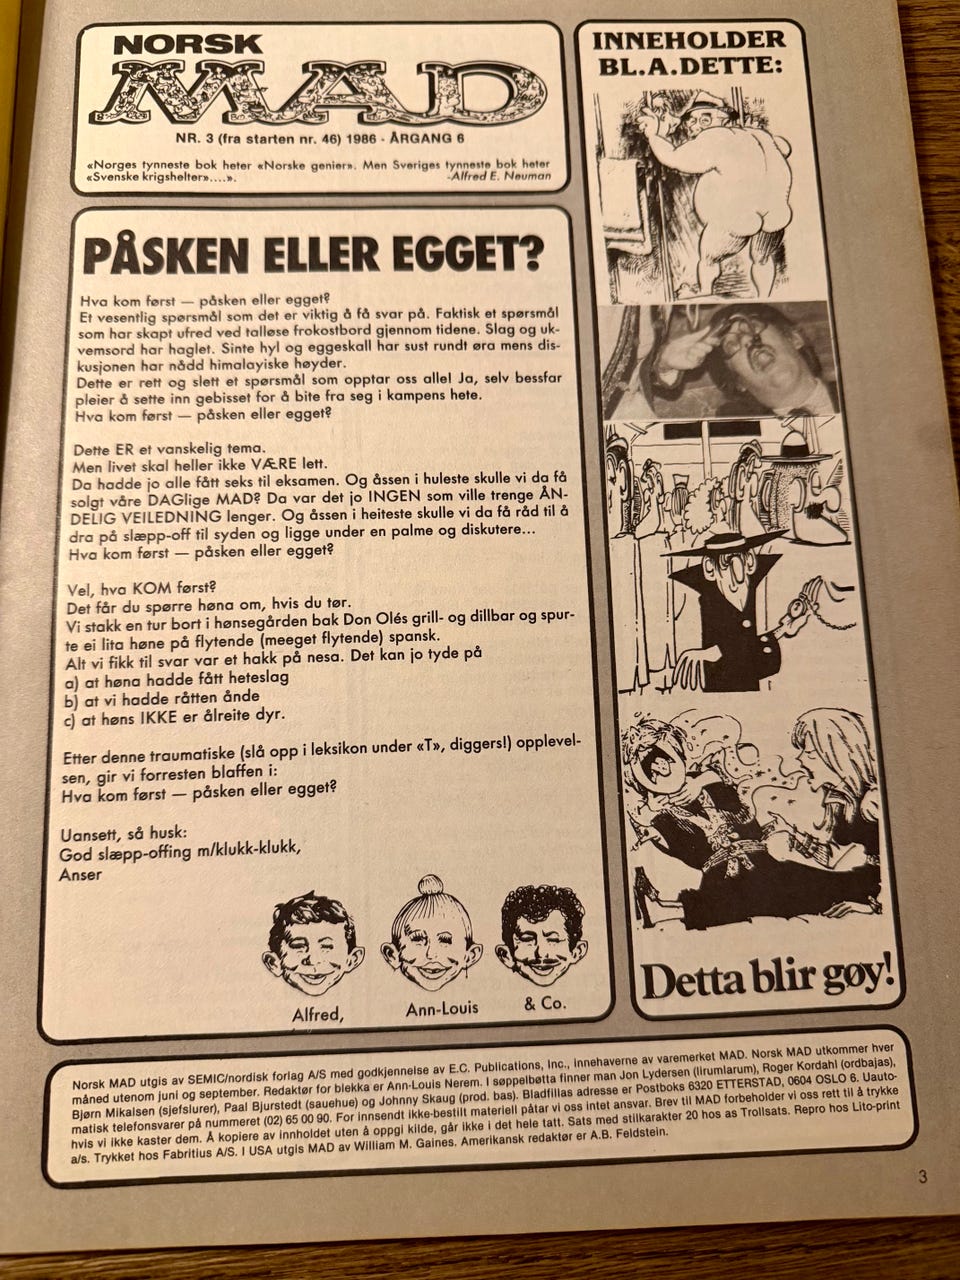 NORSK
MAD
NR. 3 (fra starten nr. 46) 1986 - ÅRGANG 6
«Norges tynneste bok heter «Norske genier». Men Sveriges tynneste bok heter
«Svenske krigshelter»....».
-Alfred E. Neuman
PÅSKEN ELLER EGGET?
Hva kom først — påsken eller egget?
Et vesentlig spørsmål som det er viktig å få svar på. Faktisk et spørsmål
som har skapt ufred ved talløse frokostbord gjennom tidene. Slag og uk-
vemsord har haglet. Sinte hyl og eggeskall har sust rundt øra mens dis-
kusjonen har nådd himalayiske høyder.
Dette er rett og slett et spørsmål som opptar oss alle! Ja, selv bessfar
pleier å sette inn gebisset for å bite fra seg i kampens hete.
Hva kom først — påsken eller egget?
Dette ER et vanskelig tema.
Men livet skal heller ikke VÆRE lett.
Da hadde jo alle fått seks til eksamen. Og åssen i huleste skulle vi da få
solgt våre DAGlige MAD? Da var det jo INGEN som ville trenge ÅN-
DELIG VEILEDNING lenger. Og åssen i heiteste skulle vi da få råd til å
dra på slæpp-off til syden og ligge under en palme og diskutere...
Hva kom først — påsken eller egget?
Vel, hva KOM først?
Det får du spørre høna om, hvis du tør.
Vi stakk en tur bort i hønsegården bak Don Olés grill- og dillbar og spur-
te ei lita høne på flytende (meeget flytende) spansk.
Alt vi fikk til svar var et hakk på nesa. Det kan jo tyde på
a) at høna hadde fått heteslag
b) at vi hadde råtten ånde
c) at høns IKKE er ålreite dyr.
Etter denne traumatiske (slå opp i leksikon under «T», diggers!) opplevel-
sen, gir vi forresten blaffen i:
Hva kom først — påsken eller egget?
Uansett, så husk:
God slæpp-offing m/klukk-klukk,
Anser
Alfred,
Ann-Louis
& Co.
INNEHOLDER
BL.A.DETTE:
Detta blir gøy!
Norsk MAD utgis av SEMIC/nordisk forlag A/S med godkjennelse av E.C. Publications, Inc., innehaverne av varemerket MAD. Norsk MAD utkommer hver
måned utenom juni og september. Redaktør for blekka er Ann-Louis Nerem. I søppelbøtta finner man Jon Lydersen (lirumlarum), Roger Kordahl (ordbajas),
Bjørn Mikalsen (sjefslurer), Paal Bjurstedt (sauehue) og Johnny Skaug (prod. bas). Bladfillas adresse er Postboks 6320 ETTERSTAD, 0604 OSLO 6. Uauto-
matisk telefonsvarer på nummeret (02) 65 00 90. For innsendt ikke-bestilt materiell påtar vi oss intet ansvar. Brev til MAD forbeholder vi oss rett til å trykke
hvis vi ikke kaster dem. Å kopiere av innholdet uten å oppgi kilde, går ikke i det hele tatt. Sats med stilkarakter 20 hos as Trollsats. Repro hos Lito-print
a/s. Trykket hos Fabritius A/S. I USA utgis MAD av William M. Gaines. Amerikansk redaktør er A.B. Feldstein.
3